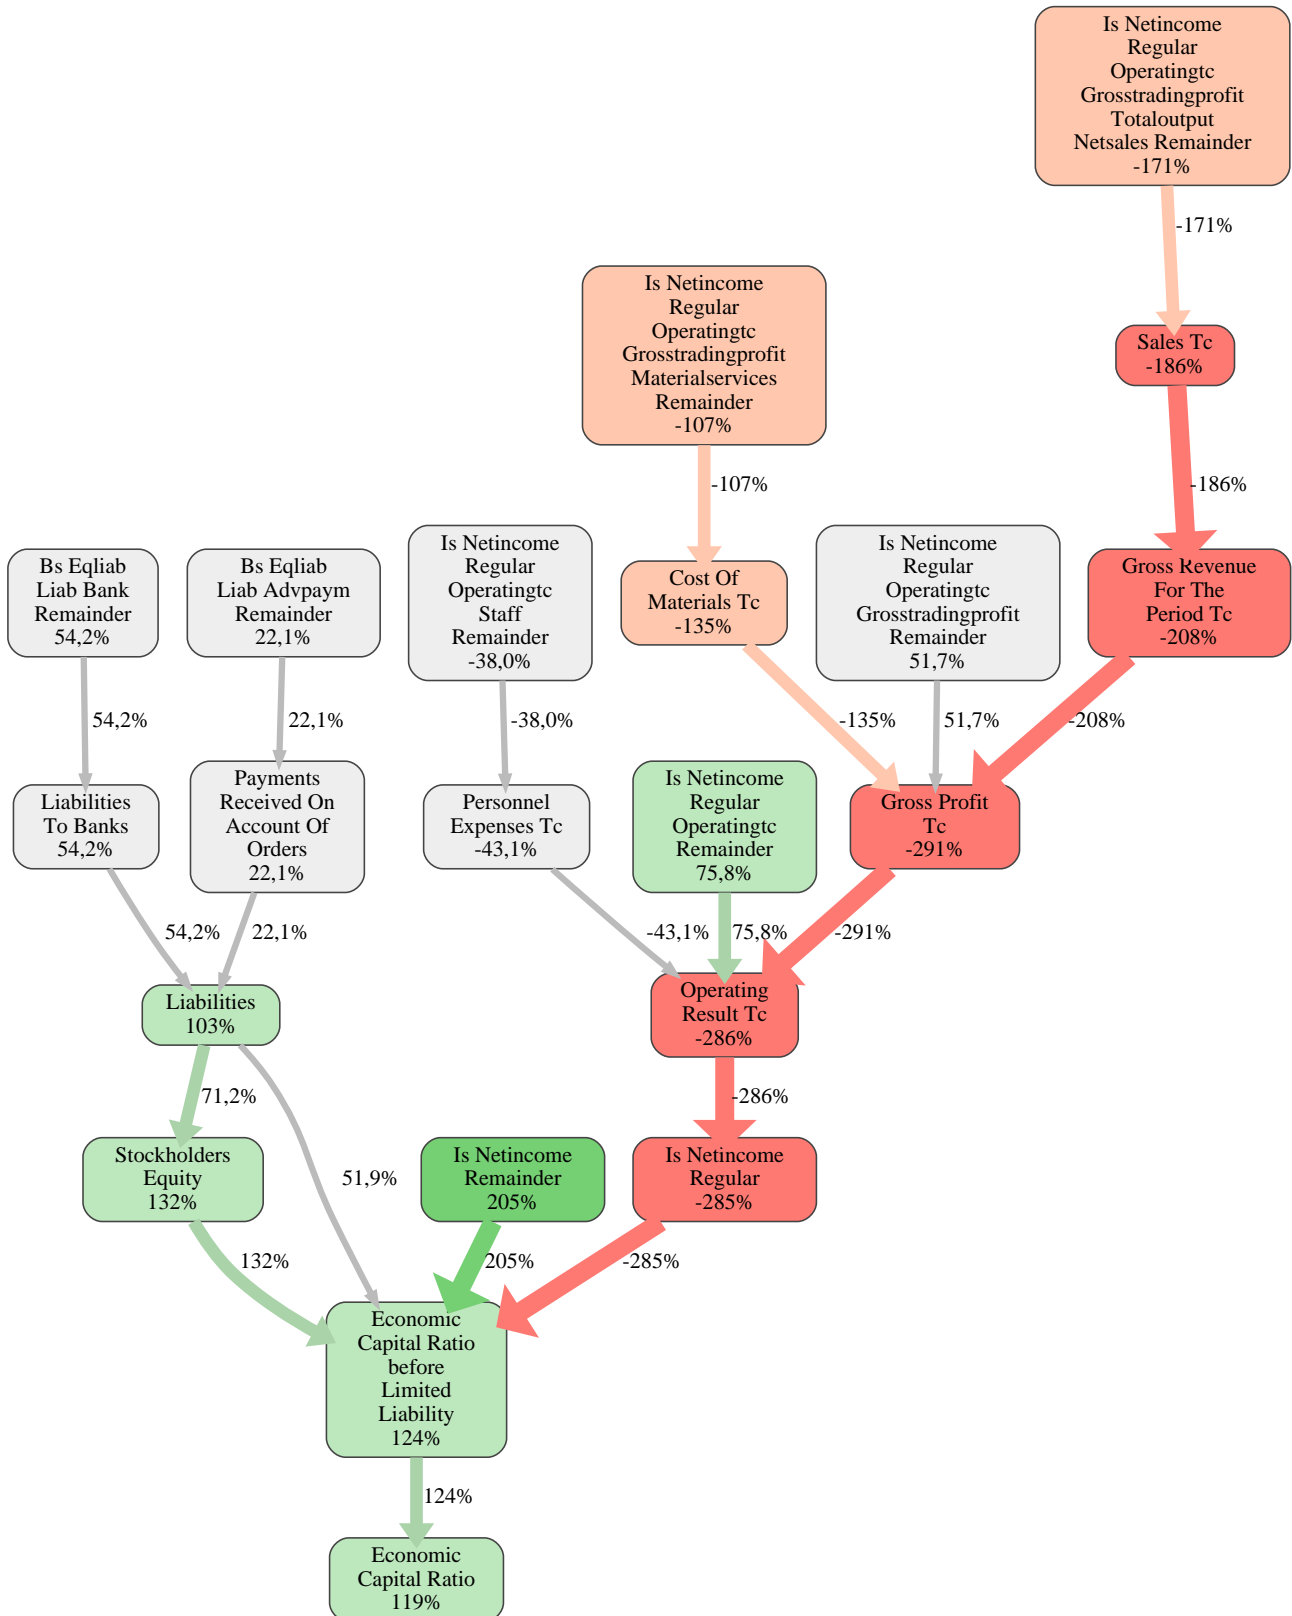 Is Netincome
Regular
Operatingtc
Grosstradingprofit
Totaloutput
Netsales Remainder
-171%
-171%
Is Netincome
Regular
Operatingtc
Grosstradingprofit
Materialservices
Remainder
-107%
Sales Tc
-186%
-107%
-186%
Bs Eqliab
Liab Bank
Remainder
54,2%
Bs Eqliab
Liab Advpaym
Remainder
22,1%
Is Netincome
Regular
Operatingtc
Staff
Remainder
-38,0%
Cost Of
Materials Tc
-135%
Is Netincome
Regular
Operatingtc
Grosstradingprofit
Remainder
51,7%
Gross Revenue
For The
Period Tc
-208%
54,2%
22,1%
-38,0%
-135%
51,7%
-208%
Liabilities
To Banks
54,2%
Payments
Received On
Account Of
Orders
22,1%
Personnel
Expenses Tc
-43,1%
Is Netincome
Regular
Operatingtc
Remainder
75,8%
Gross Profit
Tc
-291%
54,2%
22,1%
-43,1%
75,8%
-291%
Liabilities
103%
Operating
Result Tc
-286%
71,2%
-286%
Stockholders
Equity
132%
51,9%
Is Netincome
Remainder
205%
Is Netincome
Regular
-285%
132%
205%
-285%
Economic
Capital Ratio
before
Limited
Liability
124%
124%
Economic
Capital Ratio
119%